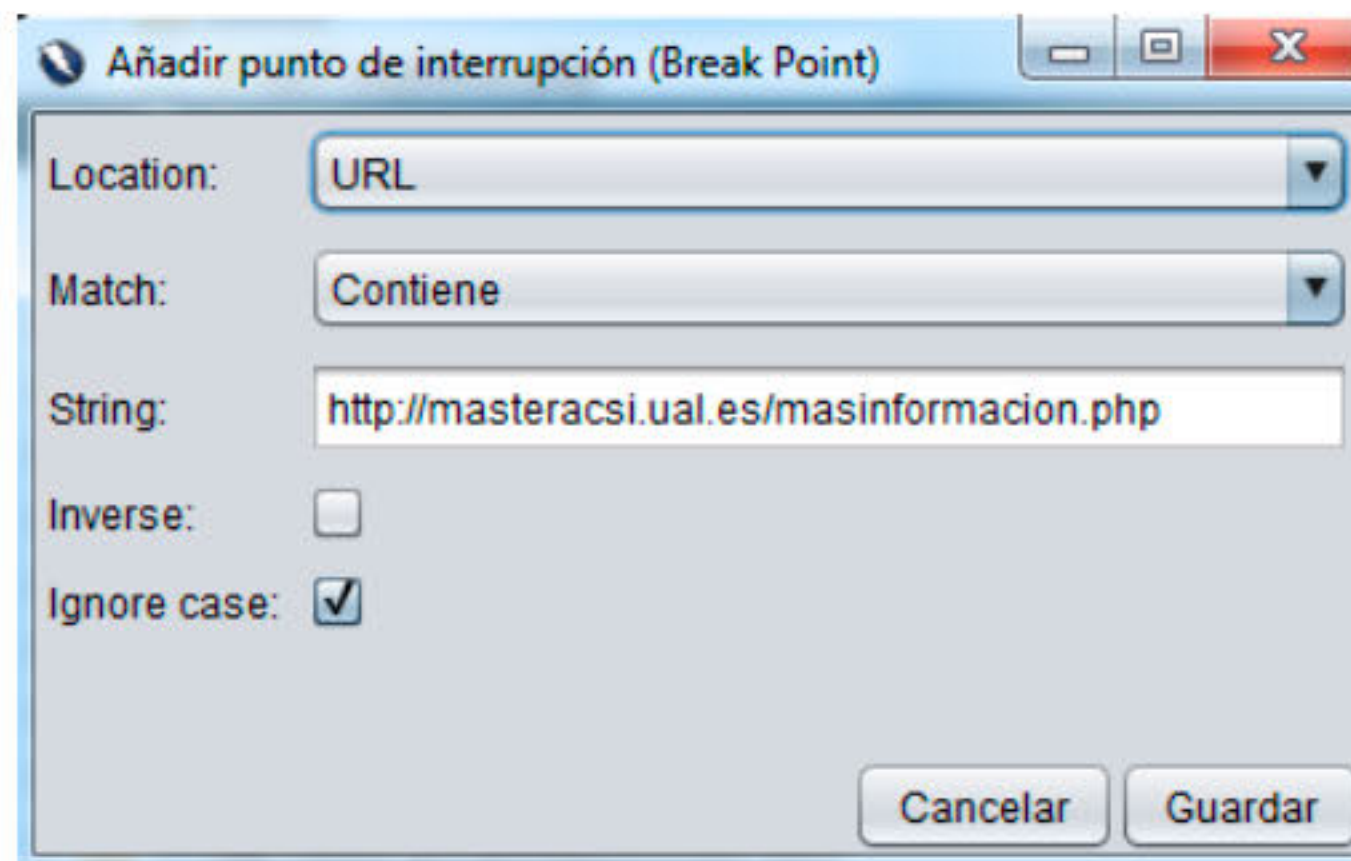 Añadir punto de interrupción (Break Point)
Location: URL
Match: Contiene
String: http://masteracsi.ual.es/masinformacion.php
Inverse:
Ignore case:
Cancelar Guardar